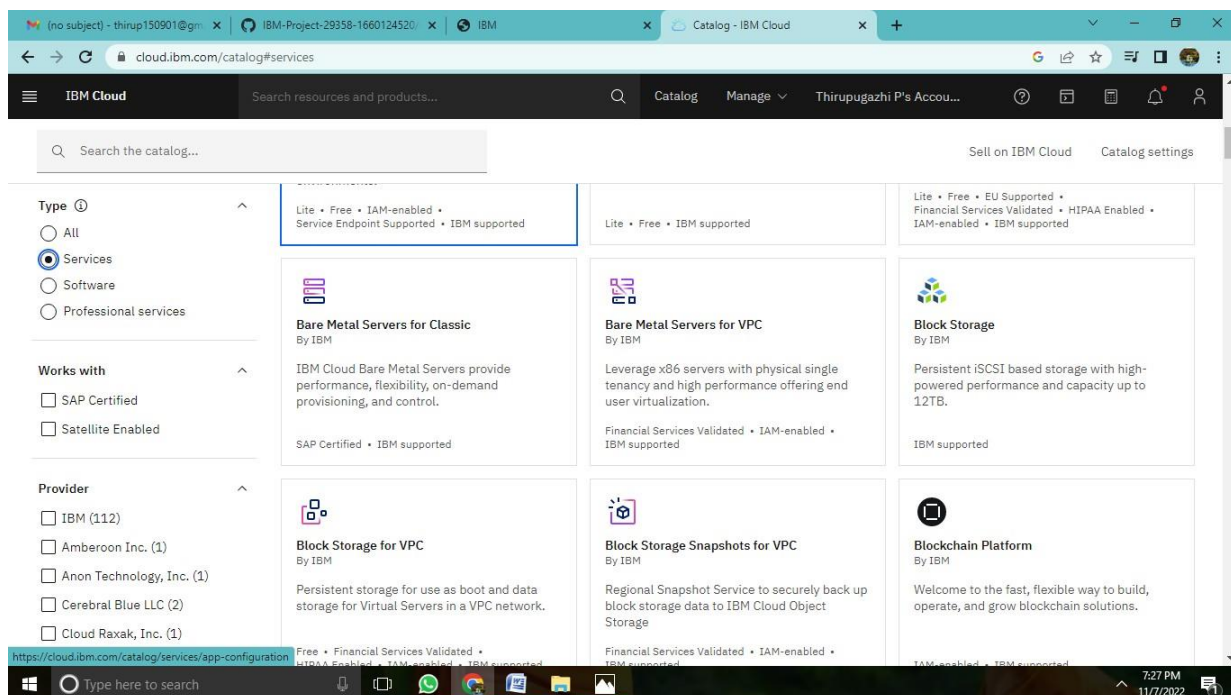 (no subject) - thirup150901@gm
IBM-Project-29358-1660124520
IBM
Catalog - IBM Cloud
cloud.ibm.com/catalog#services
IBM Cloud
Search resources and products...
Catalog
Manage
Thirupugazhi P's Accou...
Search the catalog...
Sell on IBM Cloud
Catalog settings
Type
All
Services
Software
Professional services
Works with
SAP Certified
Satellite Enabled
Provider
IBM (112)
Amberoon Inc. (1)
Anon Technology, Inc. (1)
Cerebral Blue LLC (2)
Cloud Raxak, Inc. (1)
Lite • Free • IAM-enabled •
Service Endpoint Supported • IBM supported
Lite • Free • IBM supported
Lite • Free • EU Supported •
Financial Services Validated • HIPAA Enabled •
IAM-enabled • IBM supported
Bare Metal Servers for Classic
By IBM
IBM Cloud Bare Metal Servers provide
performance, flexibility, on-demand
provisioning, and control.
SAP Certified • IBM supported
Bare Metal Servers for VPC
By IBM
Leverage x86 servers with physical single
tenancy and high performance offering end
user virtualization.
Financial Services Validated • IAM-enabled •
IBM supported
Block Storage
By IBM
Persistent iSCSI based storage with high-
powered performance and capacity up to
12TB.
IBM supported
Block Storage for VPC
By IBM
Persistent storage for use as boot and data
storage for Virtual Servers in a VPC network.
Free • Financial Services Validated •
HIPAA Enabled • IAM-enabled • IBM supported
Block Storage Snapshots for VPC
By IBM
Regional Snapshot Service to securely back up
block storage data to IBM Cloud Object
Storage
Financial Services Validated • IAM-enabled •
IBM supported
Blockchain Platform
By IBM
Welcome to the fast, flexible way to build,
operate, and grow blockchain solutions.
IAM-enabled • IBM supported
https://cloud.ibm.com/catalog/services/app-configuration
Type here to search
7:27 PM
11/7/2022